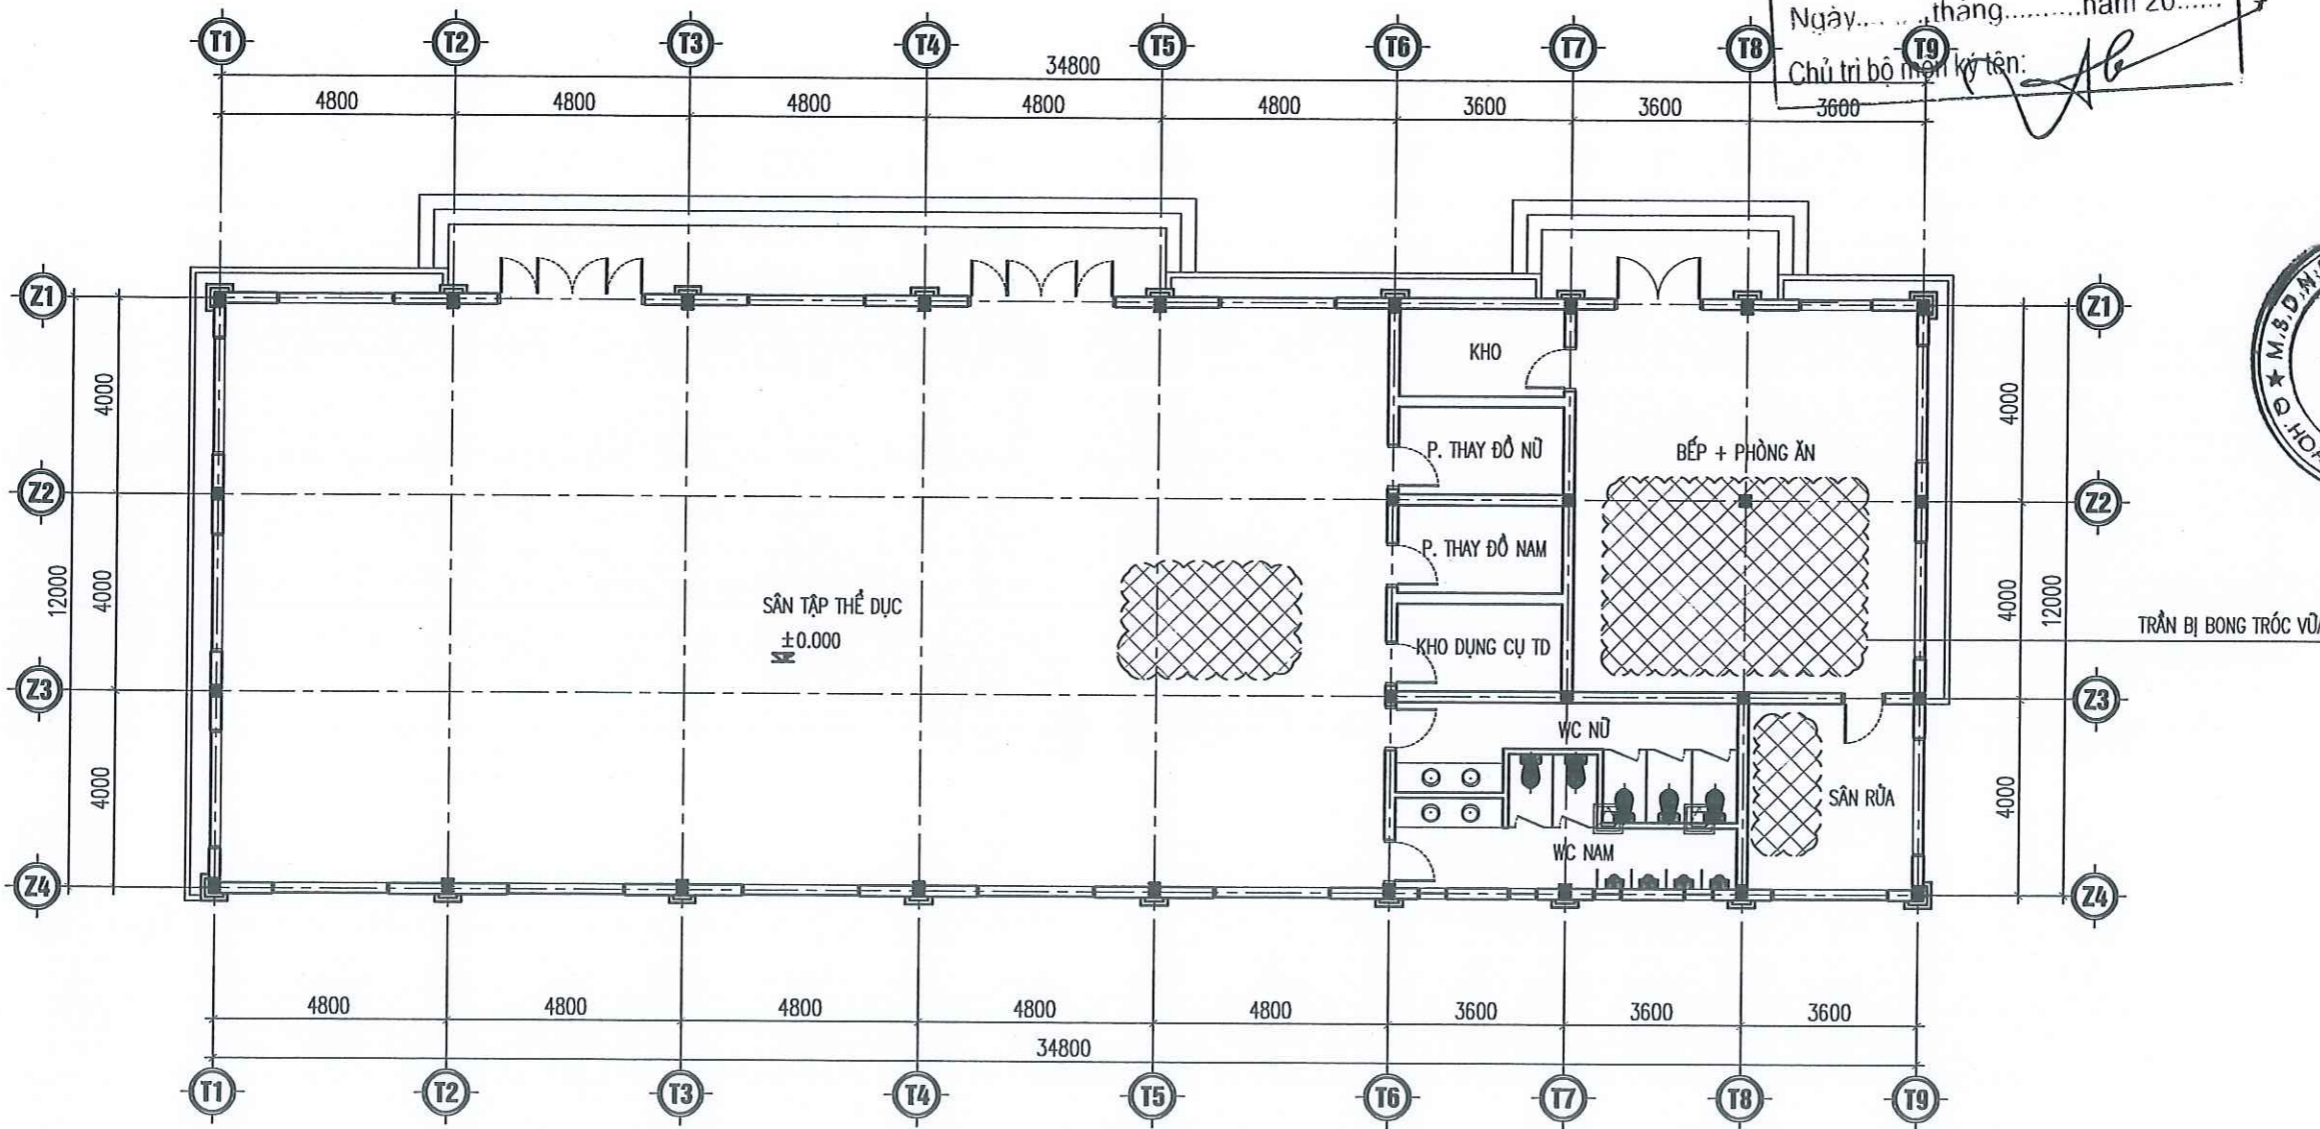 Ngày........tháng.........năm 20......
Chủ trì bộ môn ký tên:
T1 T2 T3 T4 T5 T6 T7 T8 T9
34800
4800 4800 4800 4800 4800 3600 3600 3600
Z1 Z1
KHO
4000 4000
P. THAY ĐỒ NỮ BẾP + PHÒNG ĂN
Z2 Z2
P. THAY ĐỒ NAM
12000 4000 4000 12000
SÂN TẬP THỂ DỤC
±0.000
TRẦN BỊ BONG TRÓC
KHO DỤNG CỤ TD
Z3 Z3
WC NỮ
4000 4000
SÂN RỬA
WC NAM
Z4 Z4
4800 4800 4800 4800 4800 3600 3600 3600
34800
T1 T2 T3 T4 T5 T6 T7 T8 T9
★ M.S.D.N
Q.HO